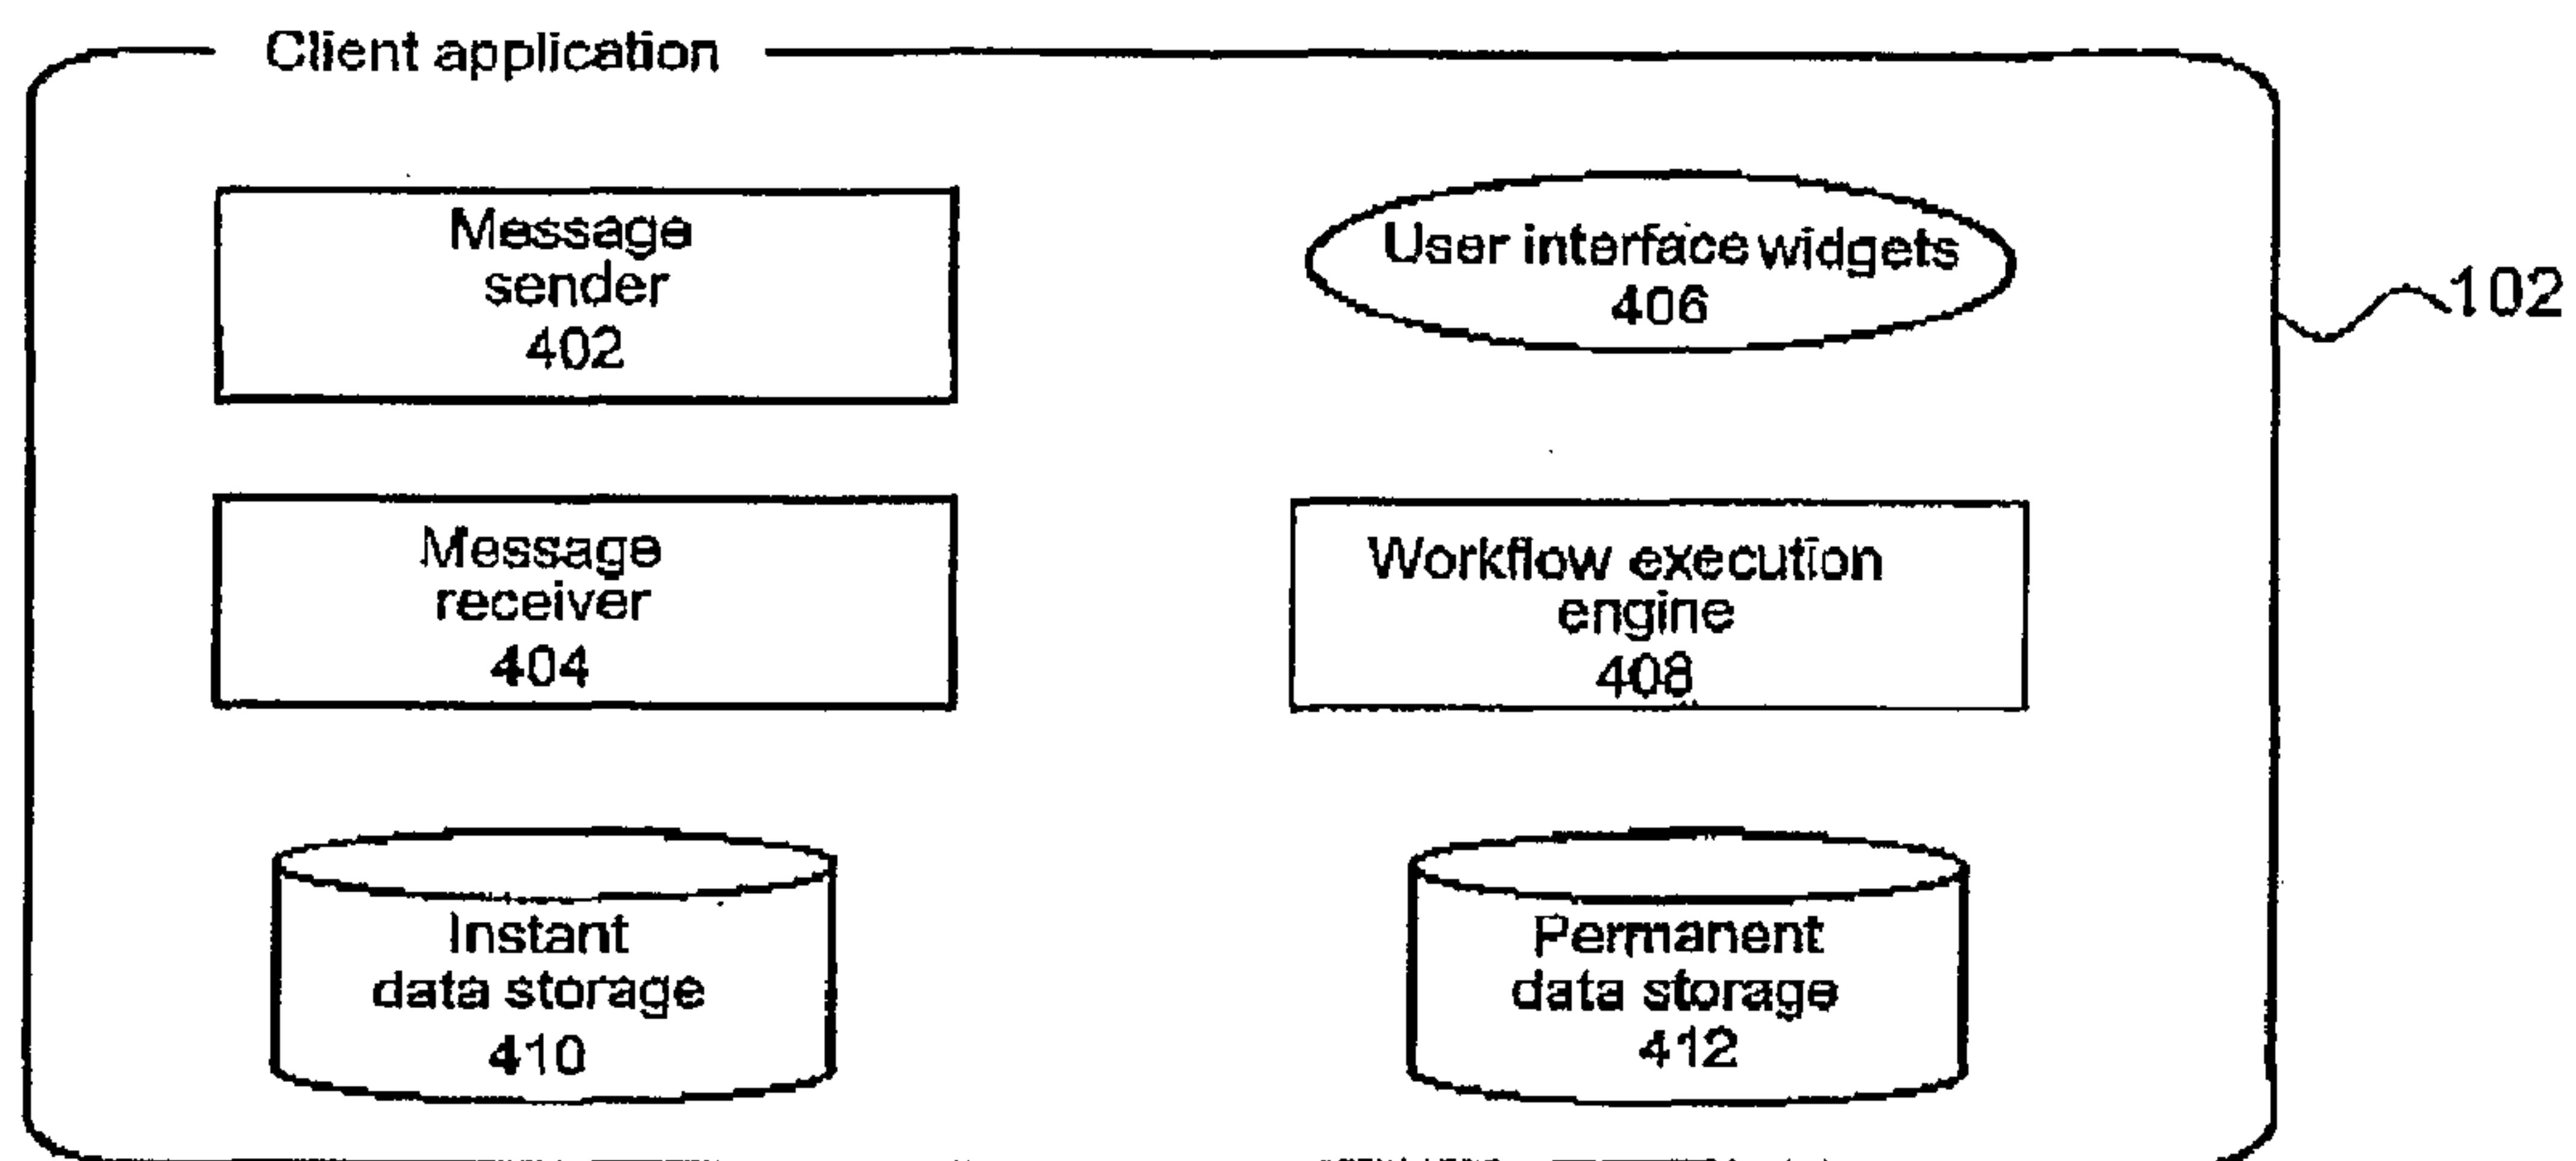 Client application
Message
sender
402
User interface widgets
406
102
Message
receiver
404
Workflow execution
engine
408
Instant
data storage
410
Permanent
data storage
412